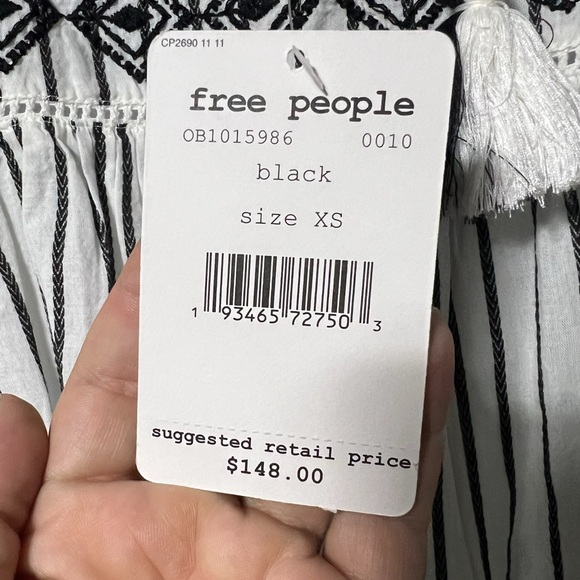 CP2690 11 11
free people
OB1015986 0010
black
size XS
1 93465 72750 3
suggested retail price
$148.00